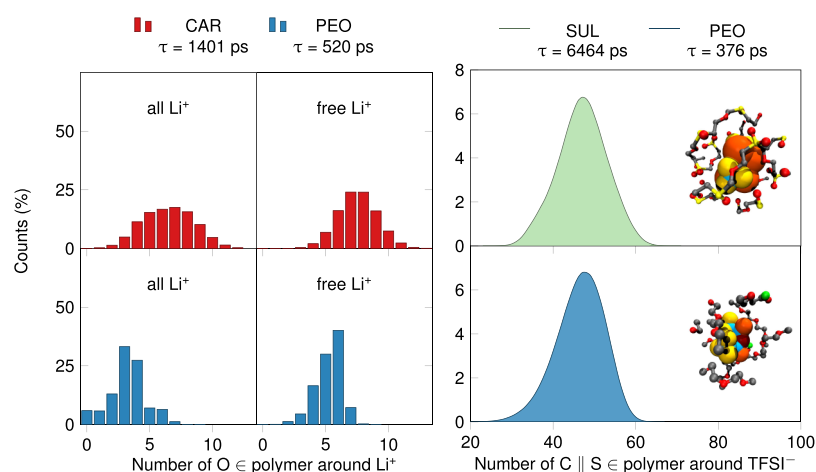 CAR
PEO
τ = 1401 ps
τ = 520 ps
Counts (%)
all Li⁺
free Li⁺
50
25
0
all Li⁺
free Li⁺
50
25
0
0
5
10
0
5
10
Number of O ∈ polymer around Li⁺
SUL
PEO
τ = 6464 ps
τ = 376 ps
8
6
4
2
0
6
4
2
0
20
40
60
80
100
Number of C ∥ S ∈ polymer around TFSI⁻